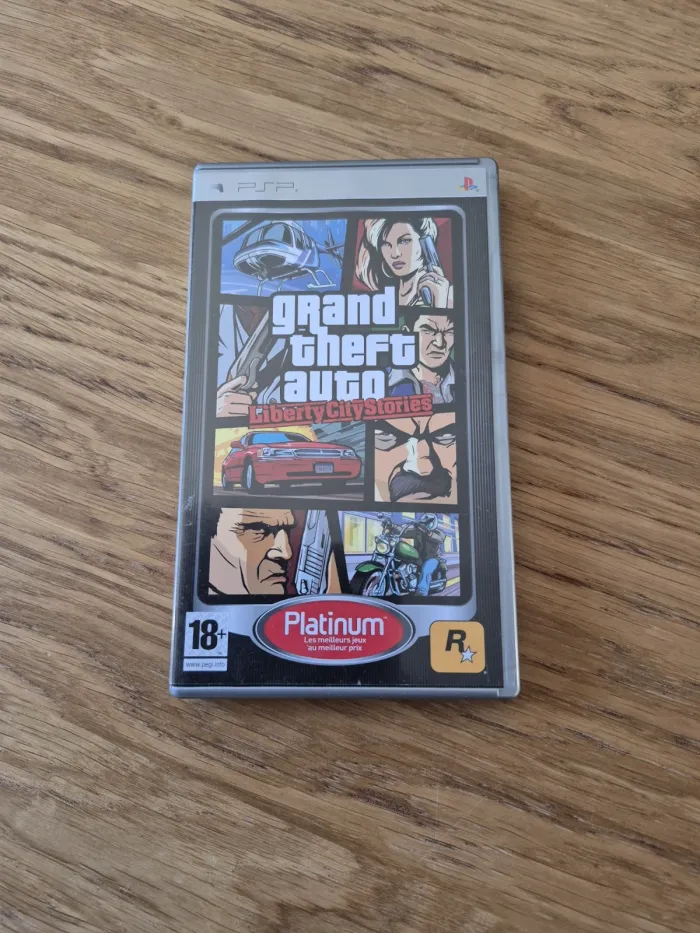 PSP
grand
theft
auto
Liberty City Stories
Platinum
Les meilleurs jeux
au meilleur prix
18+
www.pegi.info
R